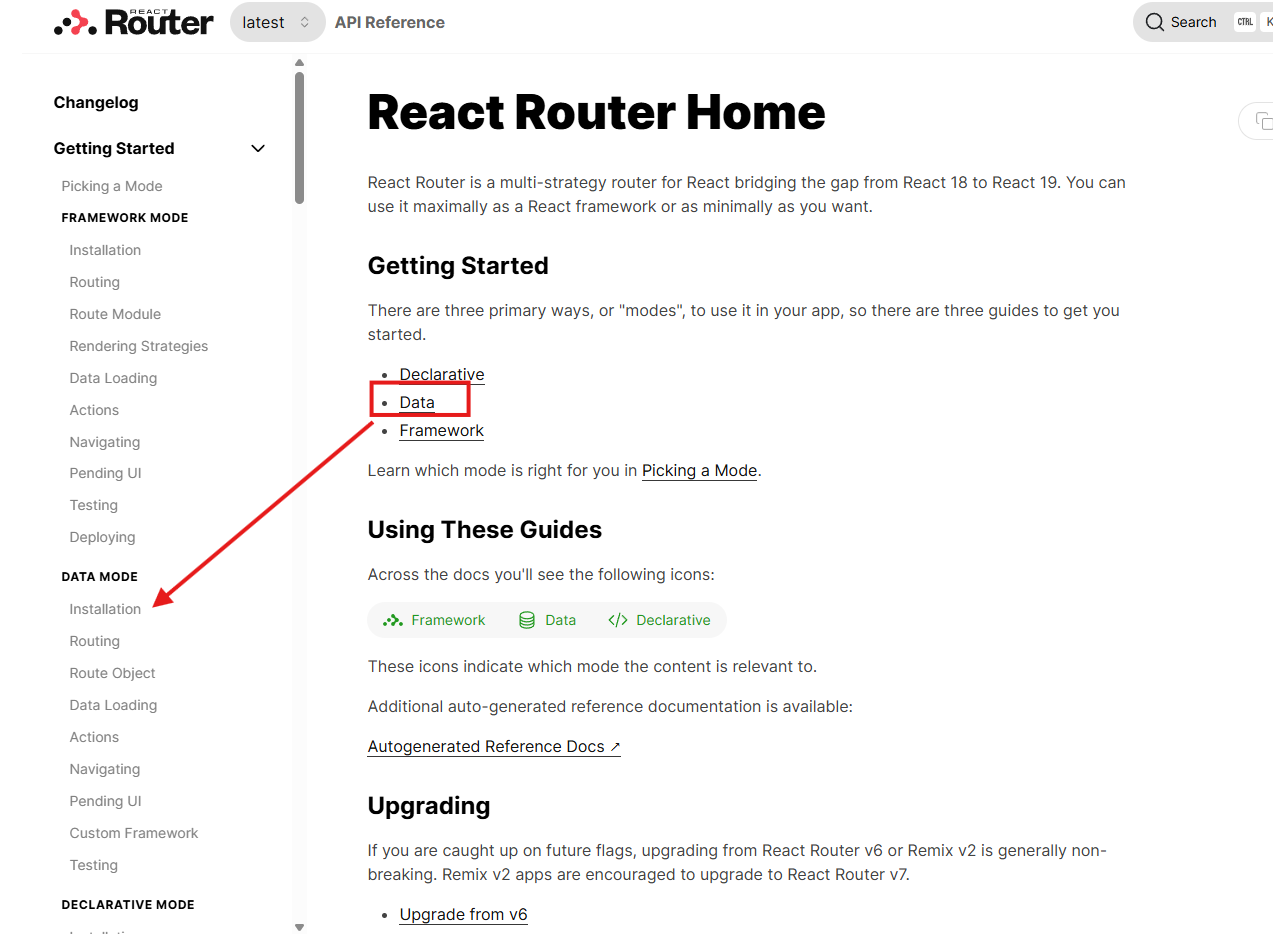 REACT
Router
latest
API Reference
Search
CTRL
K
Changelog
Getting Started
Picking a Mode
FRAMEWORK MODE
Installation
Routing
Route Module
Rendering Strategies
Data Loading
Actions
Navigating
Pending UI
Testing
Deploying
DATA MODE
Installation
Routing
Route Object
Data Loading
Actions
Navigating
Pending UI
Custom Framework
Testing
DECLARATIVE MODE
React Router Home
React Router is a multi-strategy router for React bridging the gap from React 18 to React 19. You can
use it maximally as a React framework or as minimally as you want.
Getting Started
There are three primary ways, or "modes", to use it in your app, so there are three guides to get you
started.
• Declarative
• Data
• Framework
Learn which mode is right for you in Picking a Mode.
Using These Guides
Across the docs you'll see the following icons:
Framework
Data
</> Declarative
These icons indicate which mode the content is relevant to.
Additional auto-generated reference documentation is available:
Autogenerated Reference Docs ↗
Upgrading
If you are caught up on future flags, upgrading from React Router v6 or Remix v2 is generally non-
breaking. Remix v2 apps are encouraged to upgrade to React Router v7.
• Upgrade from v6